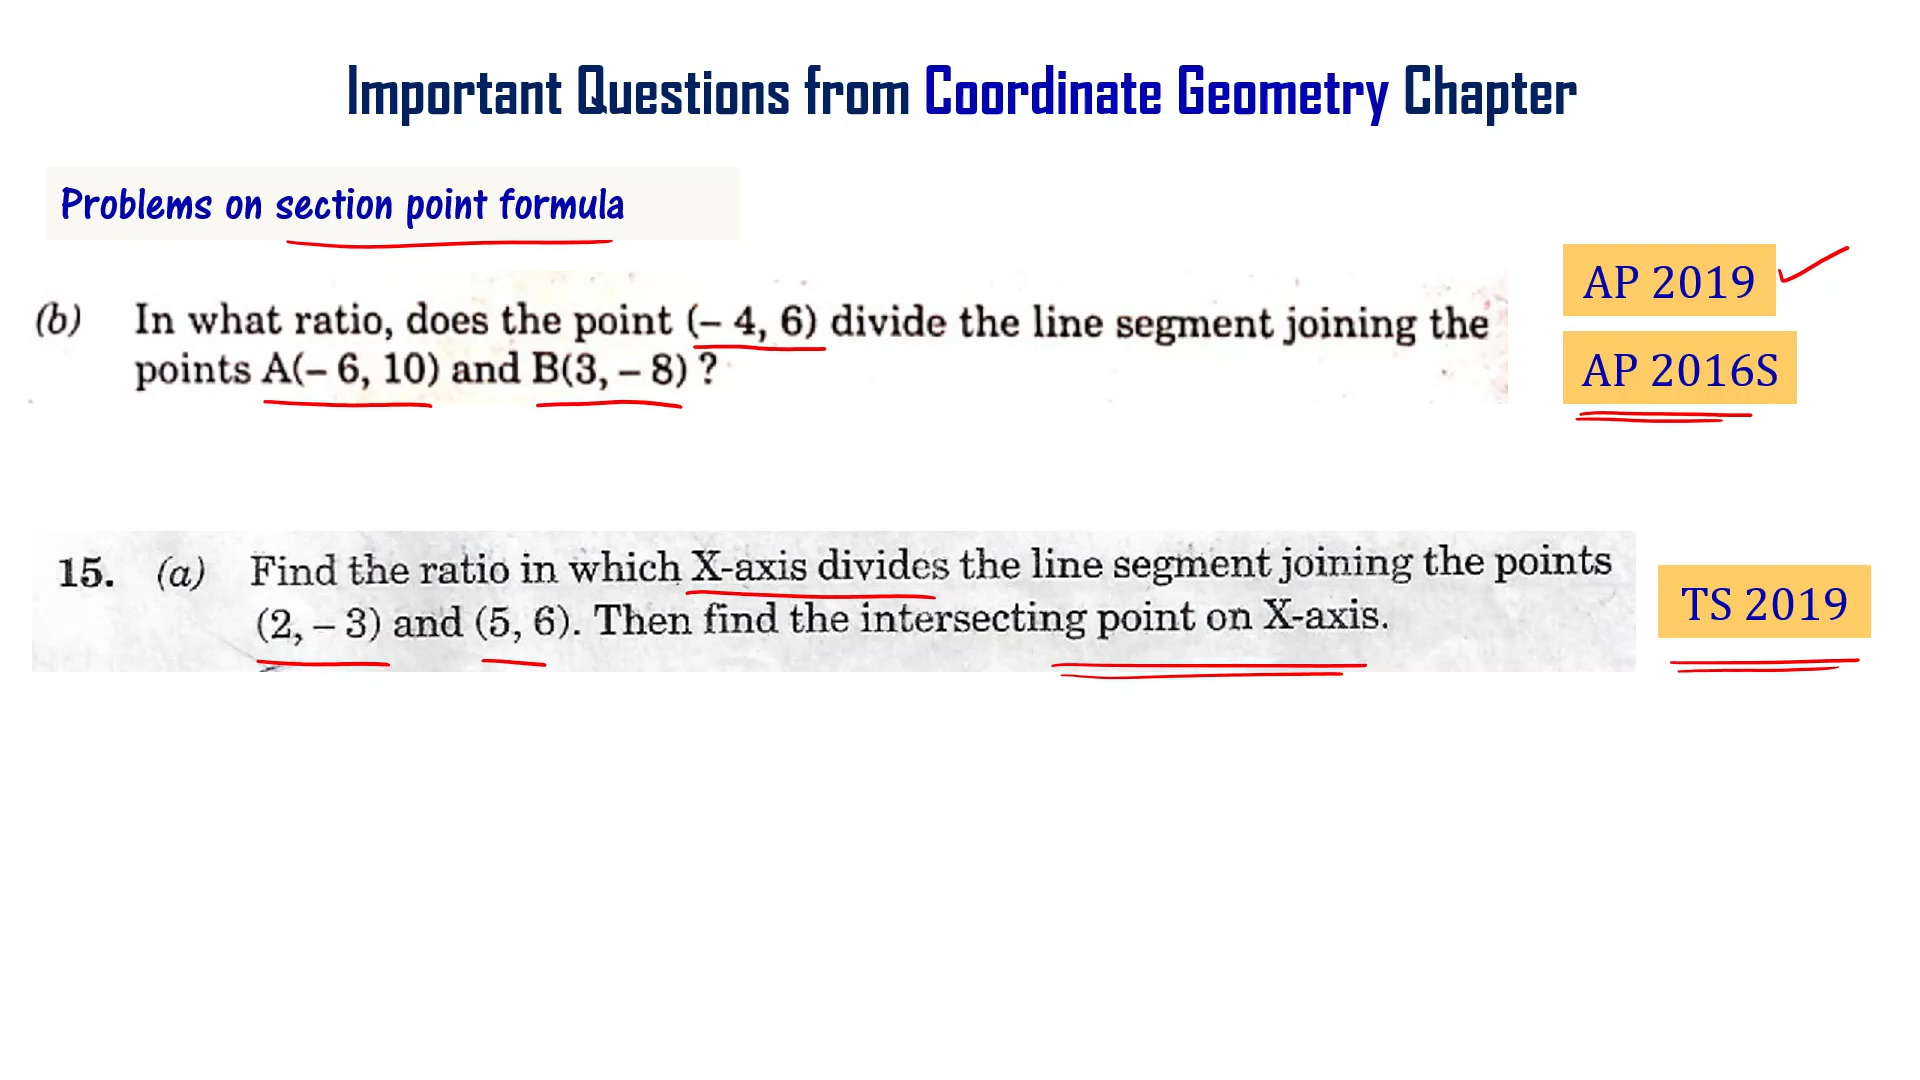 Important Questions from Coordinate Geometry Chapter
Problems on section point formula
AP 2019
(b) In what ratio, does the point (– 4, 6) divide the line segment joining the
points A(– 6, 10) and B(3, – 8) ?
AP 2016S
15. (a) Find the ratio in which X-axis divides the line segment joining the points
(2, – 3) and (5, 6). Then find the intersecting point on X-axis.
TS 2019